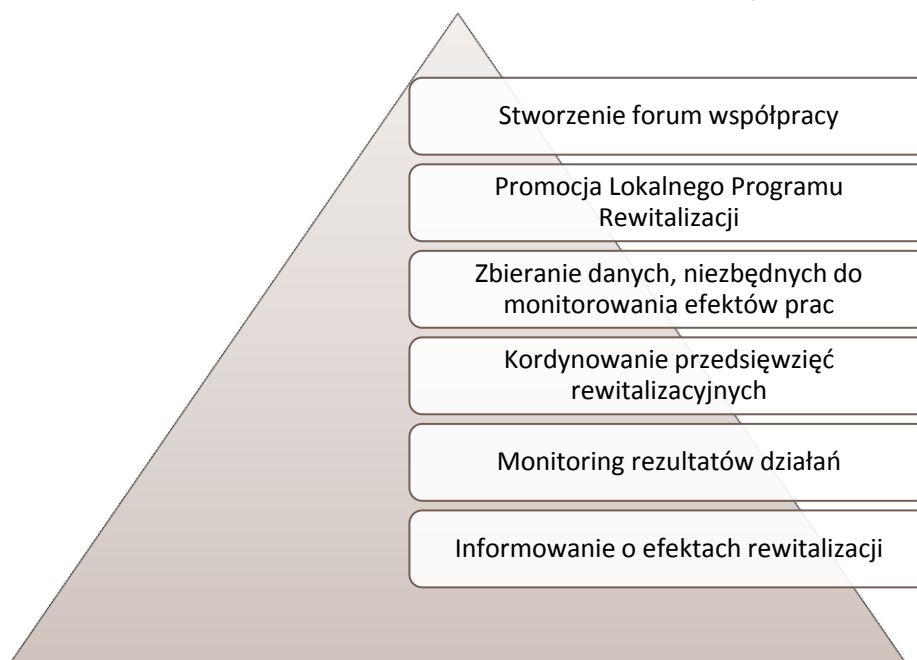 Stworzenie forum współpracy
Promocja Lokalnego Programu
Rewitalizacji
Zbieranie danych, niezbędnych do
monitorowania efektów prac
Kordynowanie przedsięwzięć
rewitalizacyjnych
Monitoring rezultatów działań
Informowanie o efektach rewitalizacji